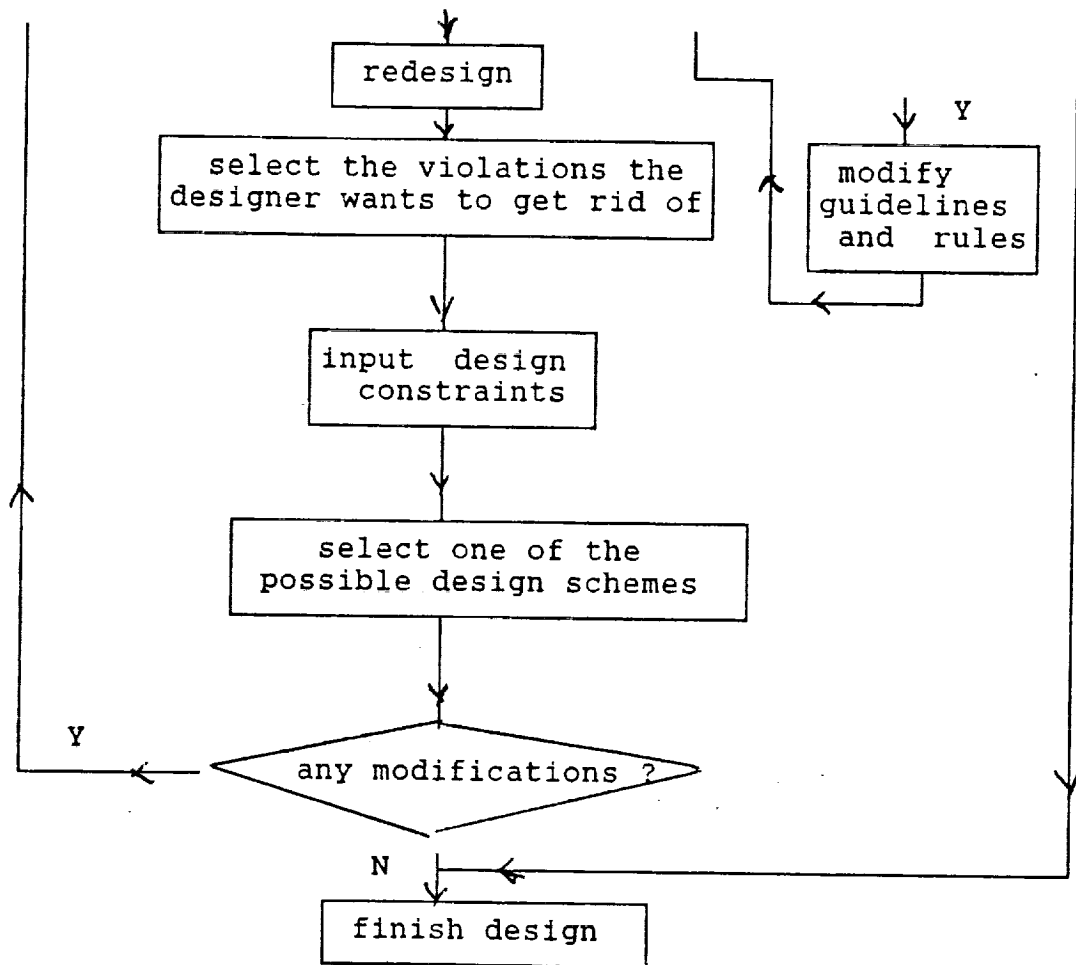 redesign
Y
select the violations the
designer wants to get rid of
modify
guidelines
and rules
input design
constraints
select one of the
possible design schemes
Y
any modifications ?
N
finish design